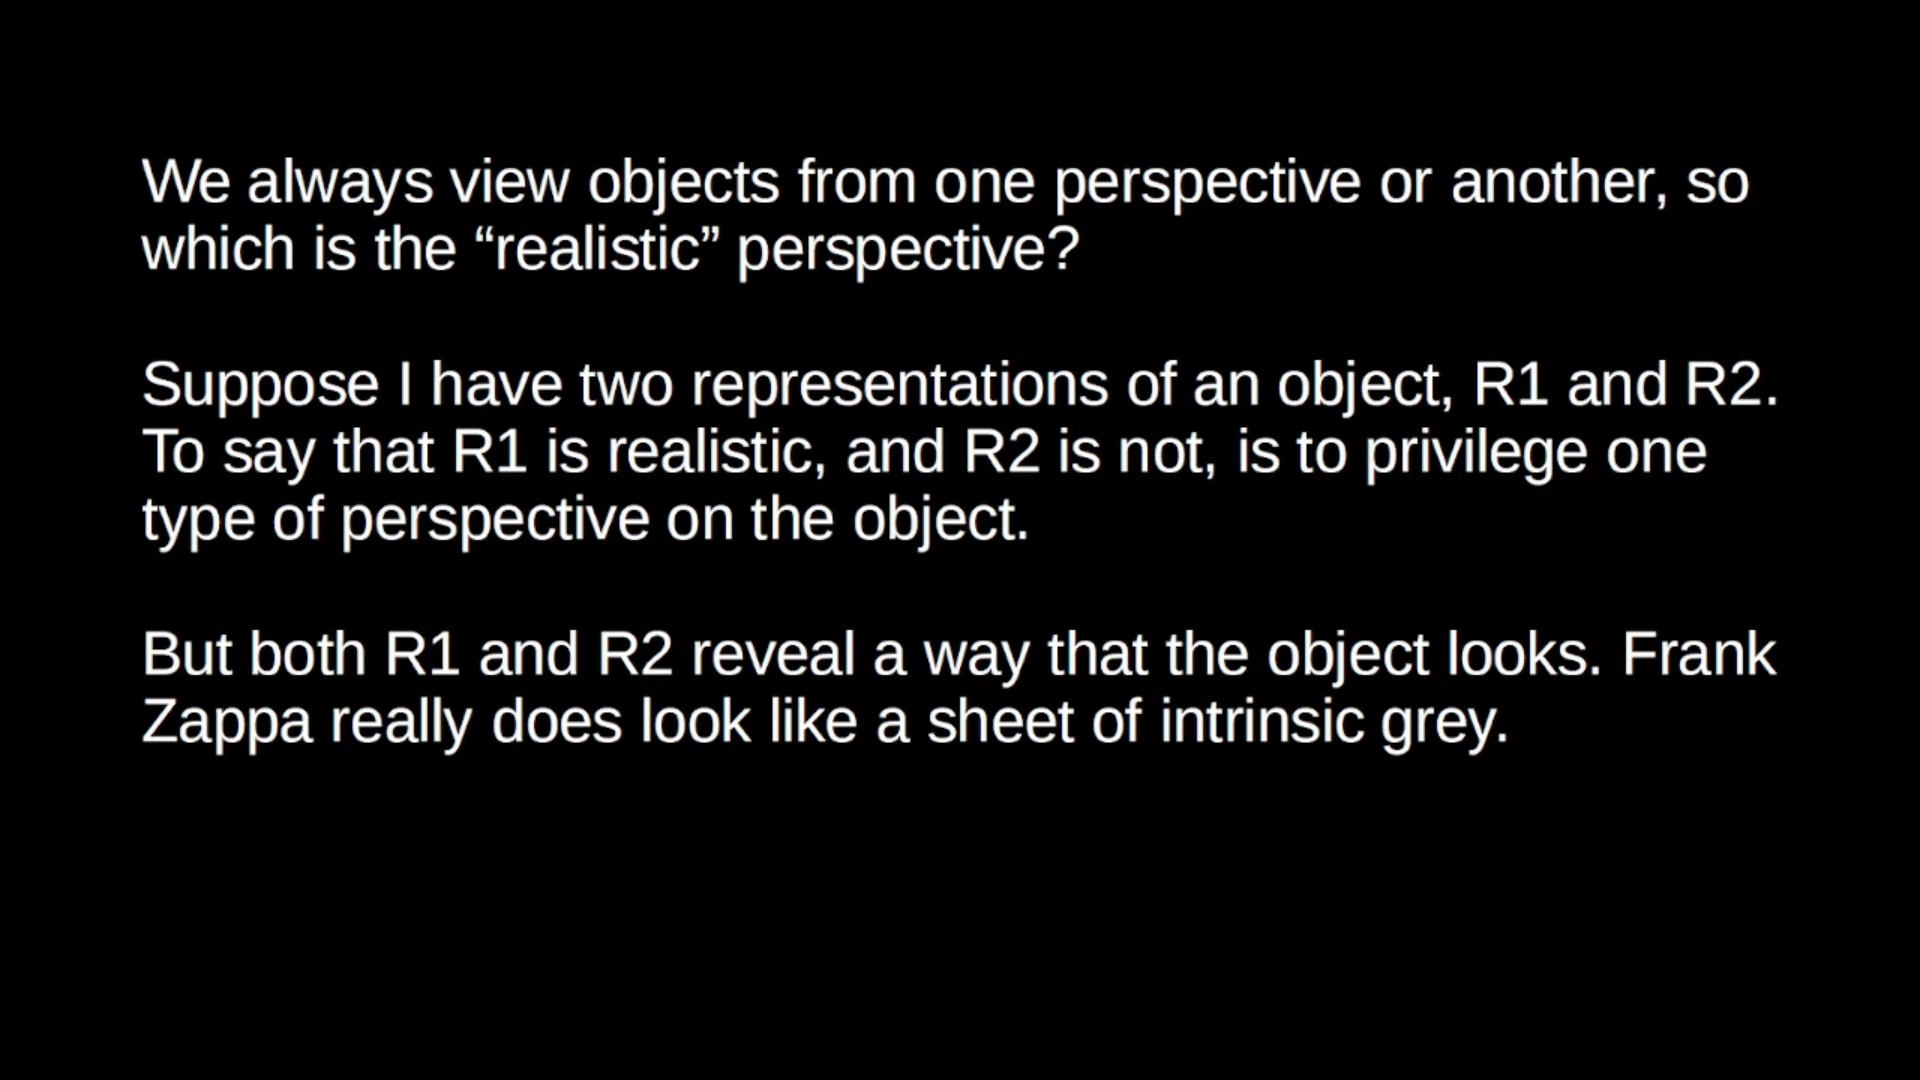 We always view objects from one perspective or another, so
which is the “realistic” perspective?
Suppose I have two representations of an object, R1 and R2.
To say that R1 is realistic, and R2 is not, is to privilege one
type of perspective on the object.
But both R1 and R2 reveal a way that the object looks. Frank
Zappa really does look like a sheet of intrinsic grey.